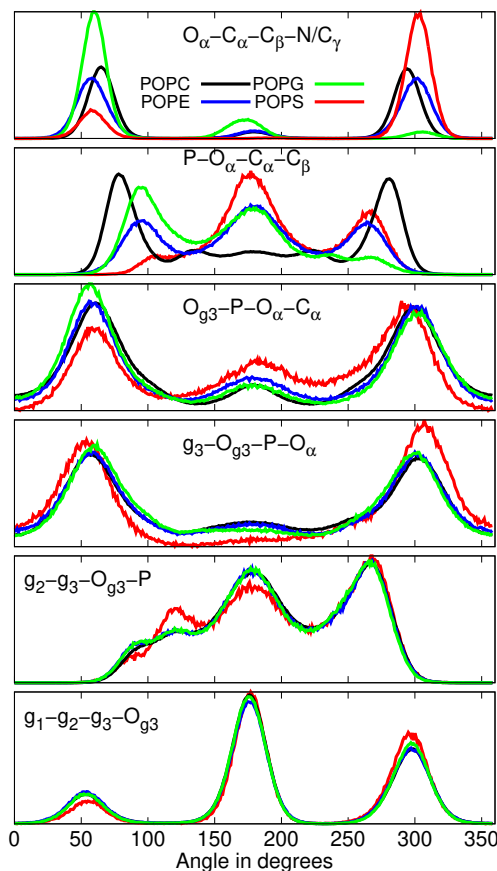 Oα–Cα–Cβ–N/Cγ
POPC POPG
POPE POPS
P–Oα–Cα–Cβ
Og3–P–Oα–Cα
g3–Og3–P–Oα
g2–g3–Og3–P
g1–g2–g3–Og3
0 50 100 150 200 250 300 350
Angle in degrees